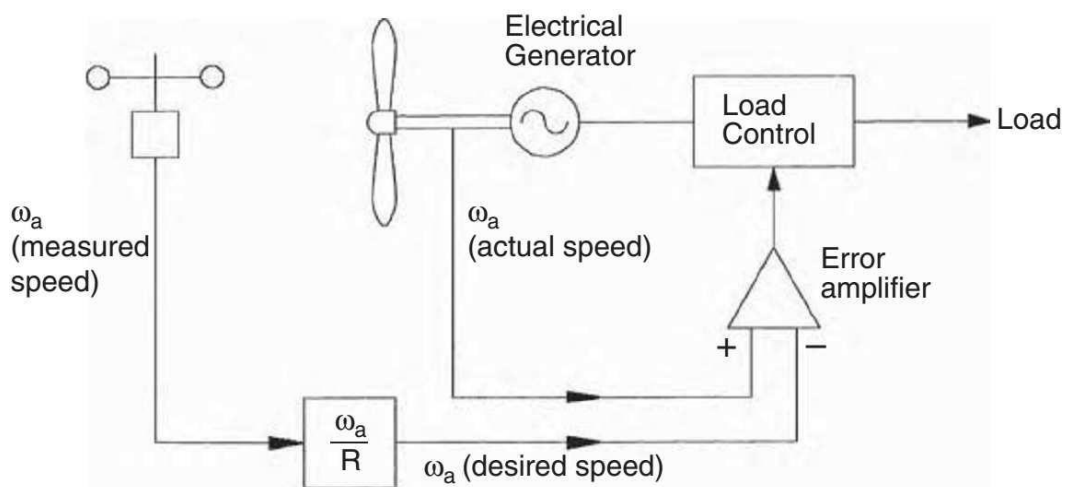 Electrical
Generator
Load
Control
Load
ωₐ
(measured
speed)
ωₐ
(actual speed)
Error
amplifier
+ −
ωₐ
R
ωₐ (desired speed)